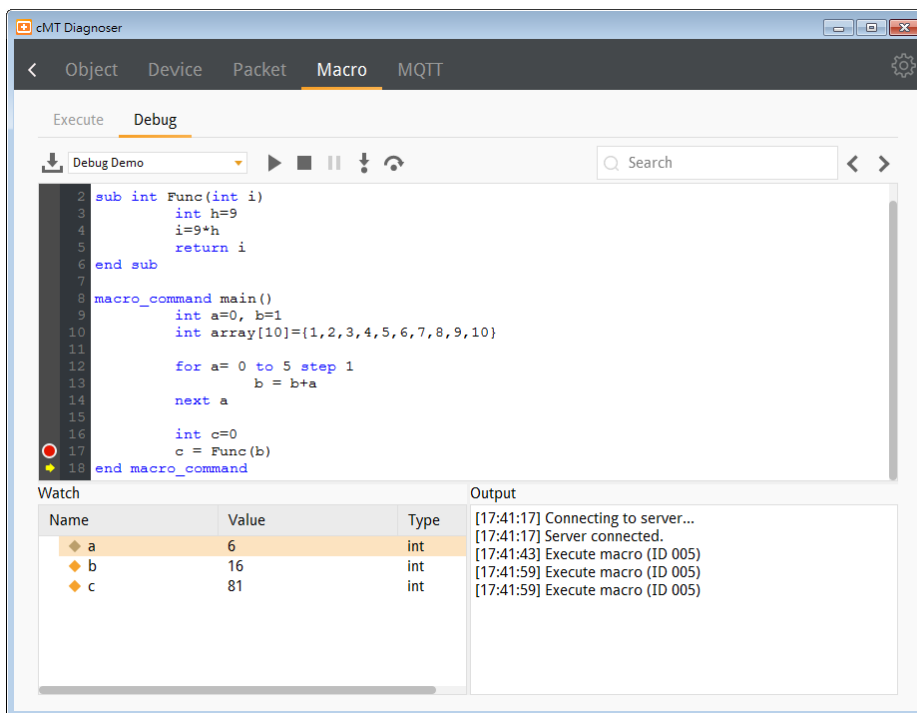 cMT Diagnoser
Object Device Packet Macro MQTT
Execute Debug
Debug Demo Search
2 sub int Func(int i)
3 int h=9
4 i=9*h
5 return i
6 end sub
7
8 macro_command main()
9 int a=0, b=1
10 int array[10]={1,2,3,4,5,6,7,8,9,10}
11
12 for a= 0 to 5 step 1
13 b = b+a
14 next a
15
16 int c=0
17 c = Func(b)
18 end macro_command
Watch
Name Value Type
a 6 int
b 16 int
c 81 int
Output
[17:41:17] Connecting to server...
[17:41:17] Server connected.
[17:41:43] Execute macro (ID 005)
[17:41:59] Execute macro (ID 005)
[17:41:59] Execute macro (ID 005)